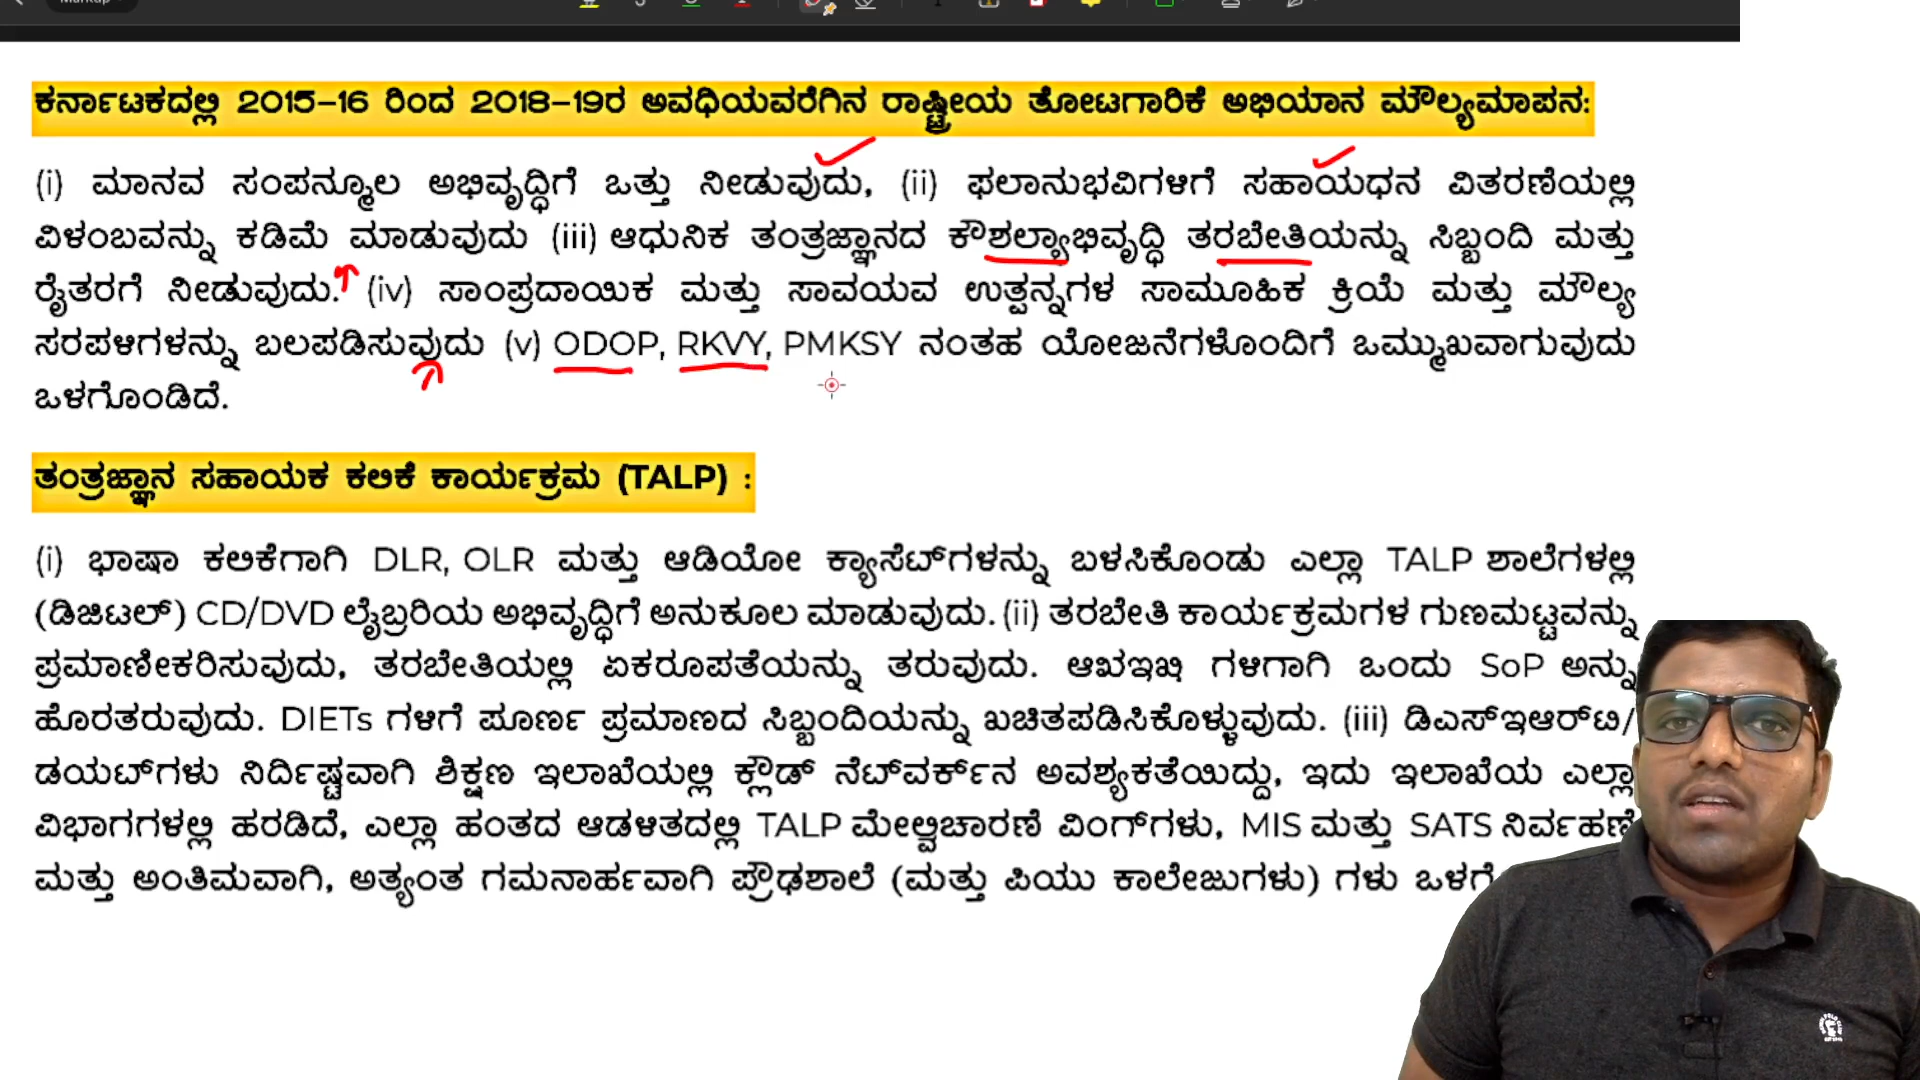 ಕರ್ನಾಟಕದಲ್ಲಿ 2015-16 ರಿಂದ 2018-19ರ ಅವಧಿಯವರೆಗಿನ ರಾಷ್ಟ್ರೀಯ ತೋಟಗಾರಿಕೆ ಅಭಿಯಾನ ಮೌಲ್ಯಮಾಪನ:
(i) ಮಾನವ ಸಂಪನ್ಮೂಲ ಅಭಿವೃದ್ಧಿಗೆ ಒತ್ತು ನೀಡುವುದು, (ii) ಫಲಾನುಭವಿಗಳಿಗೆ ಸಹಾಯಧನ ವಿತರಣೆಯಲ್ಲಿ
ವಿಳಂಬವನ್ನು ಕಡಿಮೆ ಮಾಡುವುದು (iii) ಆಧುನಿಕ ತಂತ್ರಜ್ಞಾನದ ಕೌಶಲ್ಯಾಭಿವೃದ್ಧಿ ತರಬೇತಿಯನ್ನು ಸಿಬ್ಬಂದಿ ಮತ್ತು
ರೈತರಗೆ ನೀಡುವುದು. (iv) ಸಾಂಪ್ರದಾಯಿಕ ಮತ್ತು ಸಾವಯವ ಉತ್ಪನ್ನಗಳ ಸಾಮೂಹಿಕ ಕ್ರಿಯೆ ಮತ್ತು ಮೌಲ್ಯ
ಸರಪಳಿಗಳನ್ನು ಬಲಪಡಿಸುವುದು (v) ODOP, RKVY, PMKSY ನಂತಹ ಯೋಜನೆಗಳೊಂದಿಗೆ ಒಮ್ಮುಖವಾಗುವುದು
ಒಳಗೊಂಡಿದೆ.
ತಂತ್ರಜ್ಞಾನ ಸಹಾಯಕ ಕಲಿಕೆ ಕಾರ್ಯಕ್ರಮ (TALP) :
(i) ಭಾಷಾ ಕಲಿಕೆಗಾಗಿ DLR, OLR ಮತ್ತು ಆಡಿಯೋ ಕ್ಯಾಸೆಟ್‌ಗಳನ್ನು ಬಳಸಿಕೊಂಡು ಎಲ್ಲಾ TALP ಶಾಲೆಗಳಲ್ಲಿ
(ಡಿಜಿಟಲ್) CD/DVD ಲೈಬ್ರರಿಯ ಅಭಿವೃದ್ಧಿಗೆ ಅನುಕೂಲ ಮಾಡುವುದು. (ii) ತರಬೇತಿ ಕಾರ್ಯಕ್ರಮಗಳ ಗುಣಮಟ್ಟವನ್ನು
ಪ್ರಮಾಣೀಕರಿಸುವುದು, ತರಬೇತಿಯಲ್ಲಿ ಏಕರೂಪತೆಯನ್ನು ತರುವುದು. ಆಖಇಖಿ ಗಳಿಗಾಗಿ ಒಂದು SoP ಅನ್ನು
ಹೊರತರುವುದು. DIETs ಗಳಿಗೆ ಪೂರ್ಣ ಪ್ರಮಾಣದ ಸಿಬ್ಬಂದಿಯನ್ನು ಖಚಿತಪಡಿಸಿಕೊಳ್ಳುವುದು. (iii) ಡಿಎಸ್ಇಆರ್‌ಟಿ/
ಡಯಟ್‌ಗಳು ನಿರ್ದಿಷ್ಟವಾಗಿ ಶಿಕ್ಷಣ ಇಲಾಖೆಯಲ್ಲಿ ಕ್ಲೌಡ್ ನೆಟ್‌ವರ್ಕ್‌ನ ಅವಶ್ಯಕತೆಯಿದ್ದು, ಇದು ಇಲಾಖೆಯ ಎಲ್ಲಾ
ವಿಭಾಗಗಳಲ್ಲಿ ಹರಡಿದೆ, ಎಲ್ಲಾ ಹಂತದ ಆಡಳಿತದಲ್ಲಿ TALP ಮೇಲ್ವಿಚಾರಣೆ ವಿಂಗ್‌ಗಳು, MIS ಮತ್ತು SATS ನಿರ್ವಹಣೆ
ಮತ್ತು ಅಂತಿಮವಾಗಿ, ಅತ್ಯಂತ ಗಮನಾರ್ಹವಾಗಿ ಪ್ರೌಢಶಾಲೆ (ಮತ್ತು ಪಿಯು ಕಾಲೇಜುಗಳು) ಗಳು ಒಳಗೆ